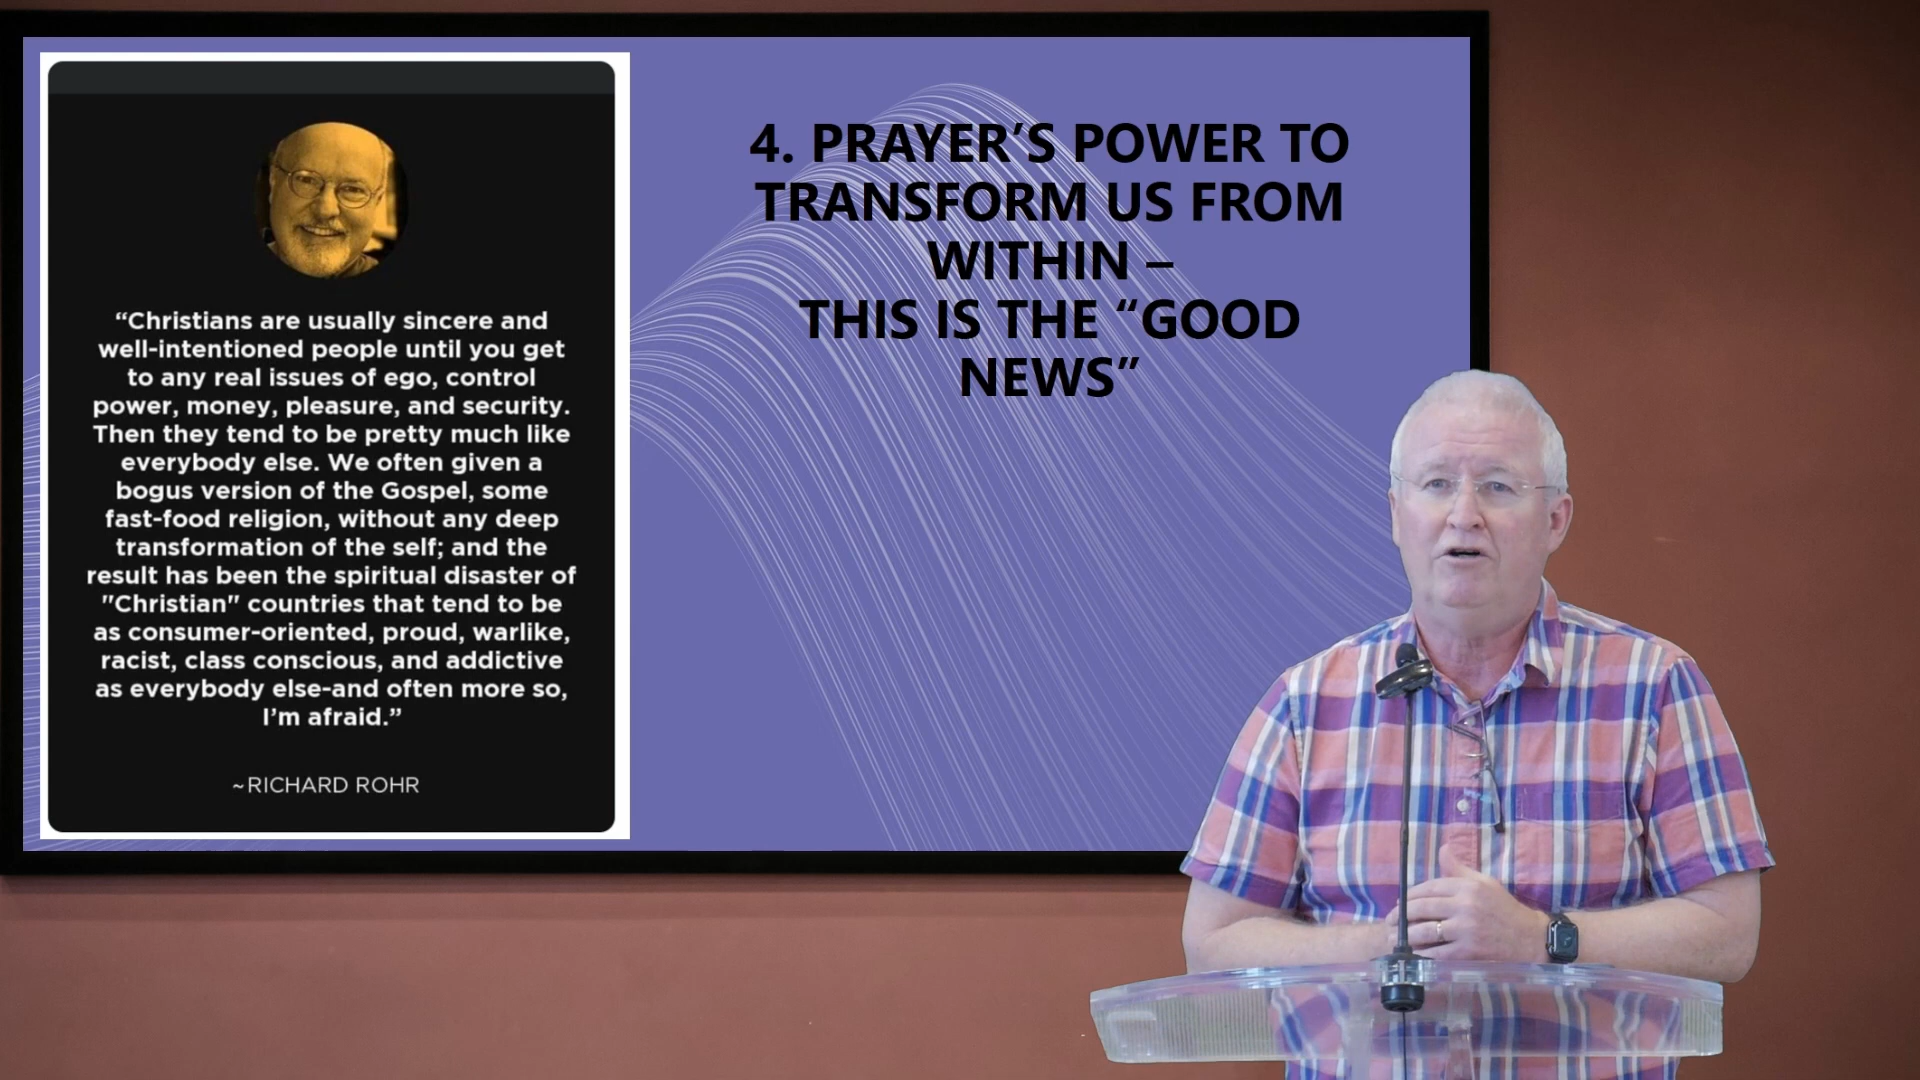 “Christians are usually sincere and
well-intentioned people until you get
to any real issues of ego, control
power, money, pleasure, and security.
Then they tend to be pretty much like
everybody else. We often given a
bogus version of the Gospel, some
fast-food religion, without any deep
transformation of the self; and the
result has been the spiritual disaster of
"Christian" countries that tend to be
as consumer-oriented, proud, warlike,
racist, class conscious, and addictive
as everybody else-and often more so,
I’m afraid.”
~RICHARD ROHR
4. PRAYER’S POWER TO
TRANSFORM US FROM
WITHIN –
THIS IS THE “GOOD
NEWS”